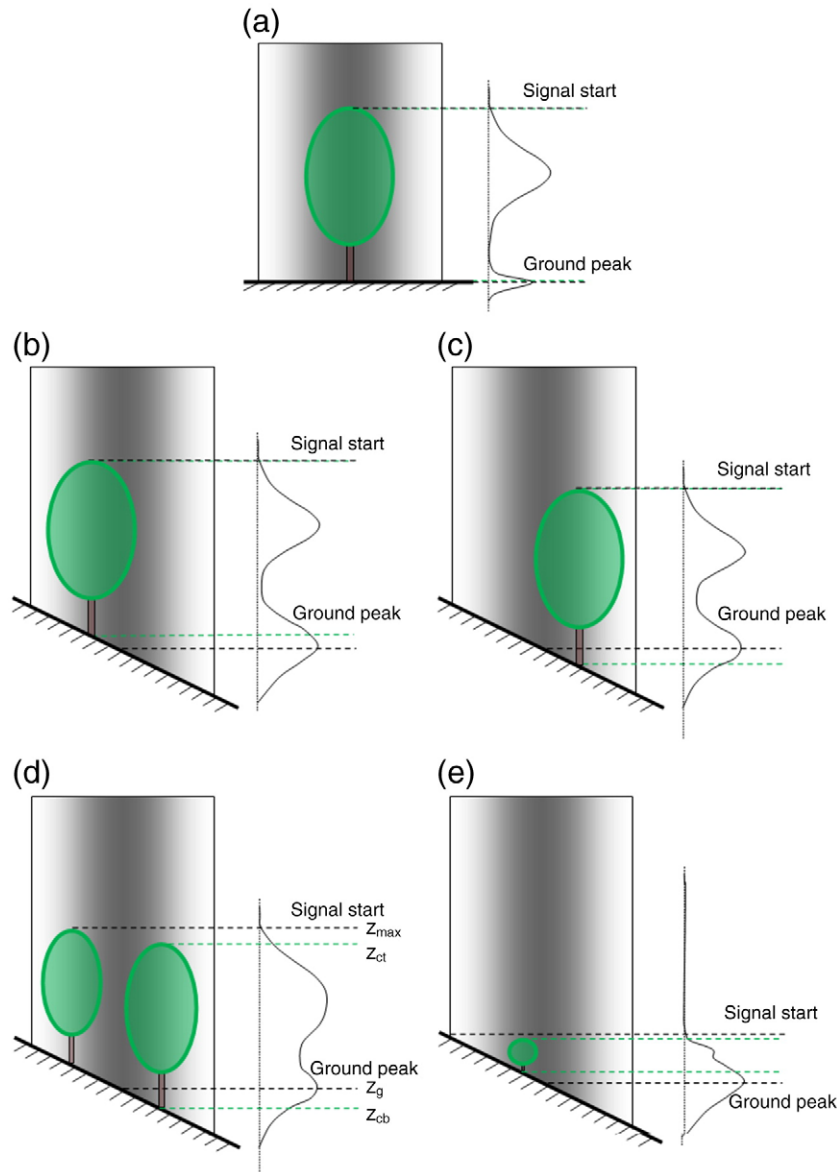 (a)
Signal start
Ground peak
(b)
Signal start
Ground peak
(c)
Signal start
Ground peak
(d)
Signal start
Zmax
Zct
Ground peak
Zg
Zcb
(e)
Signal start
Ground peak